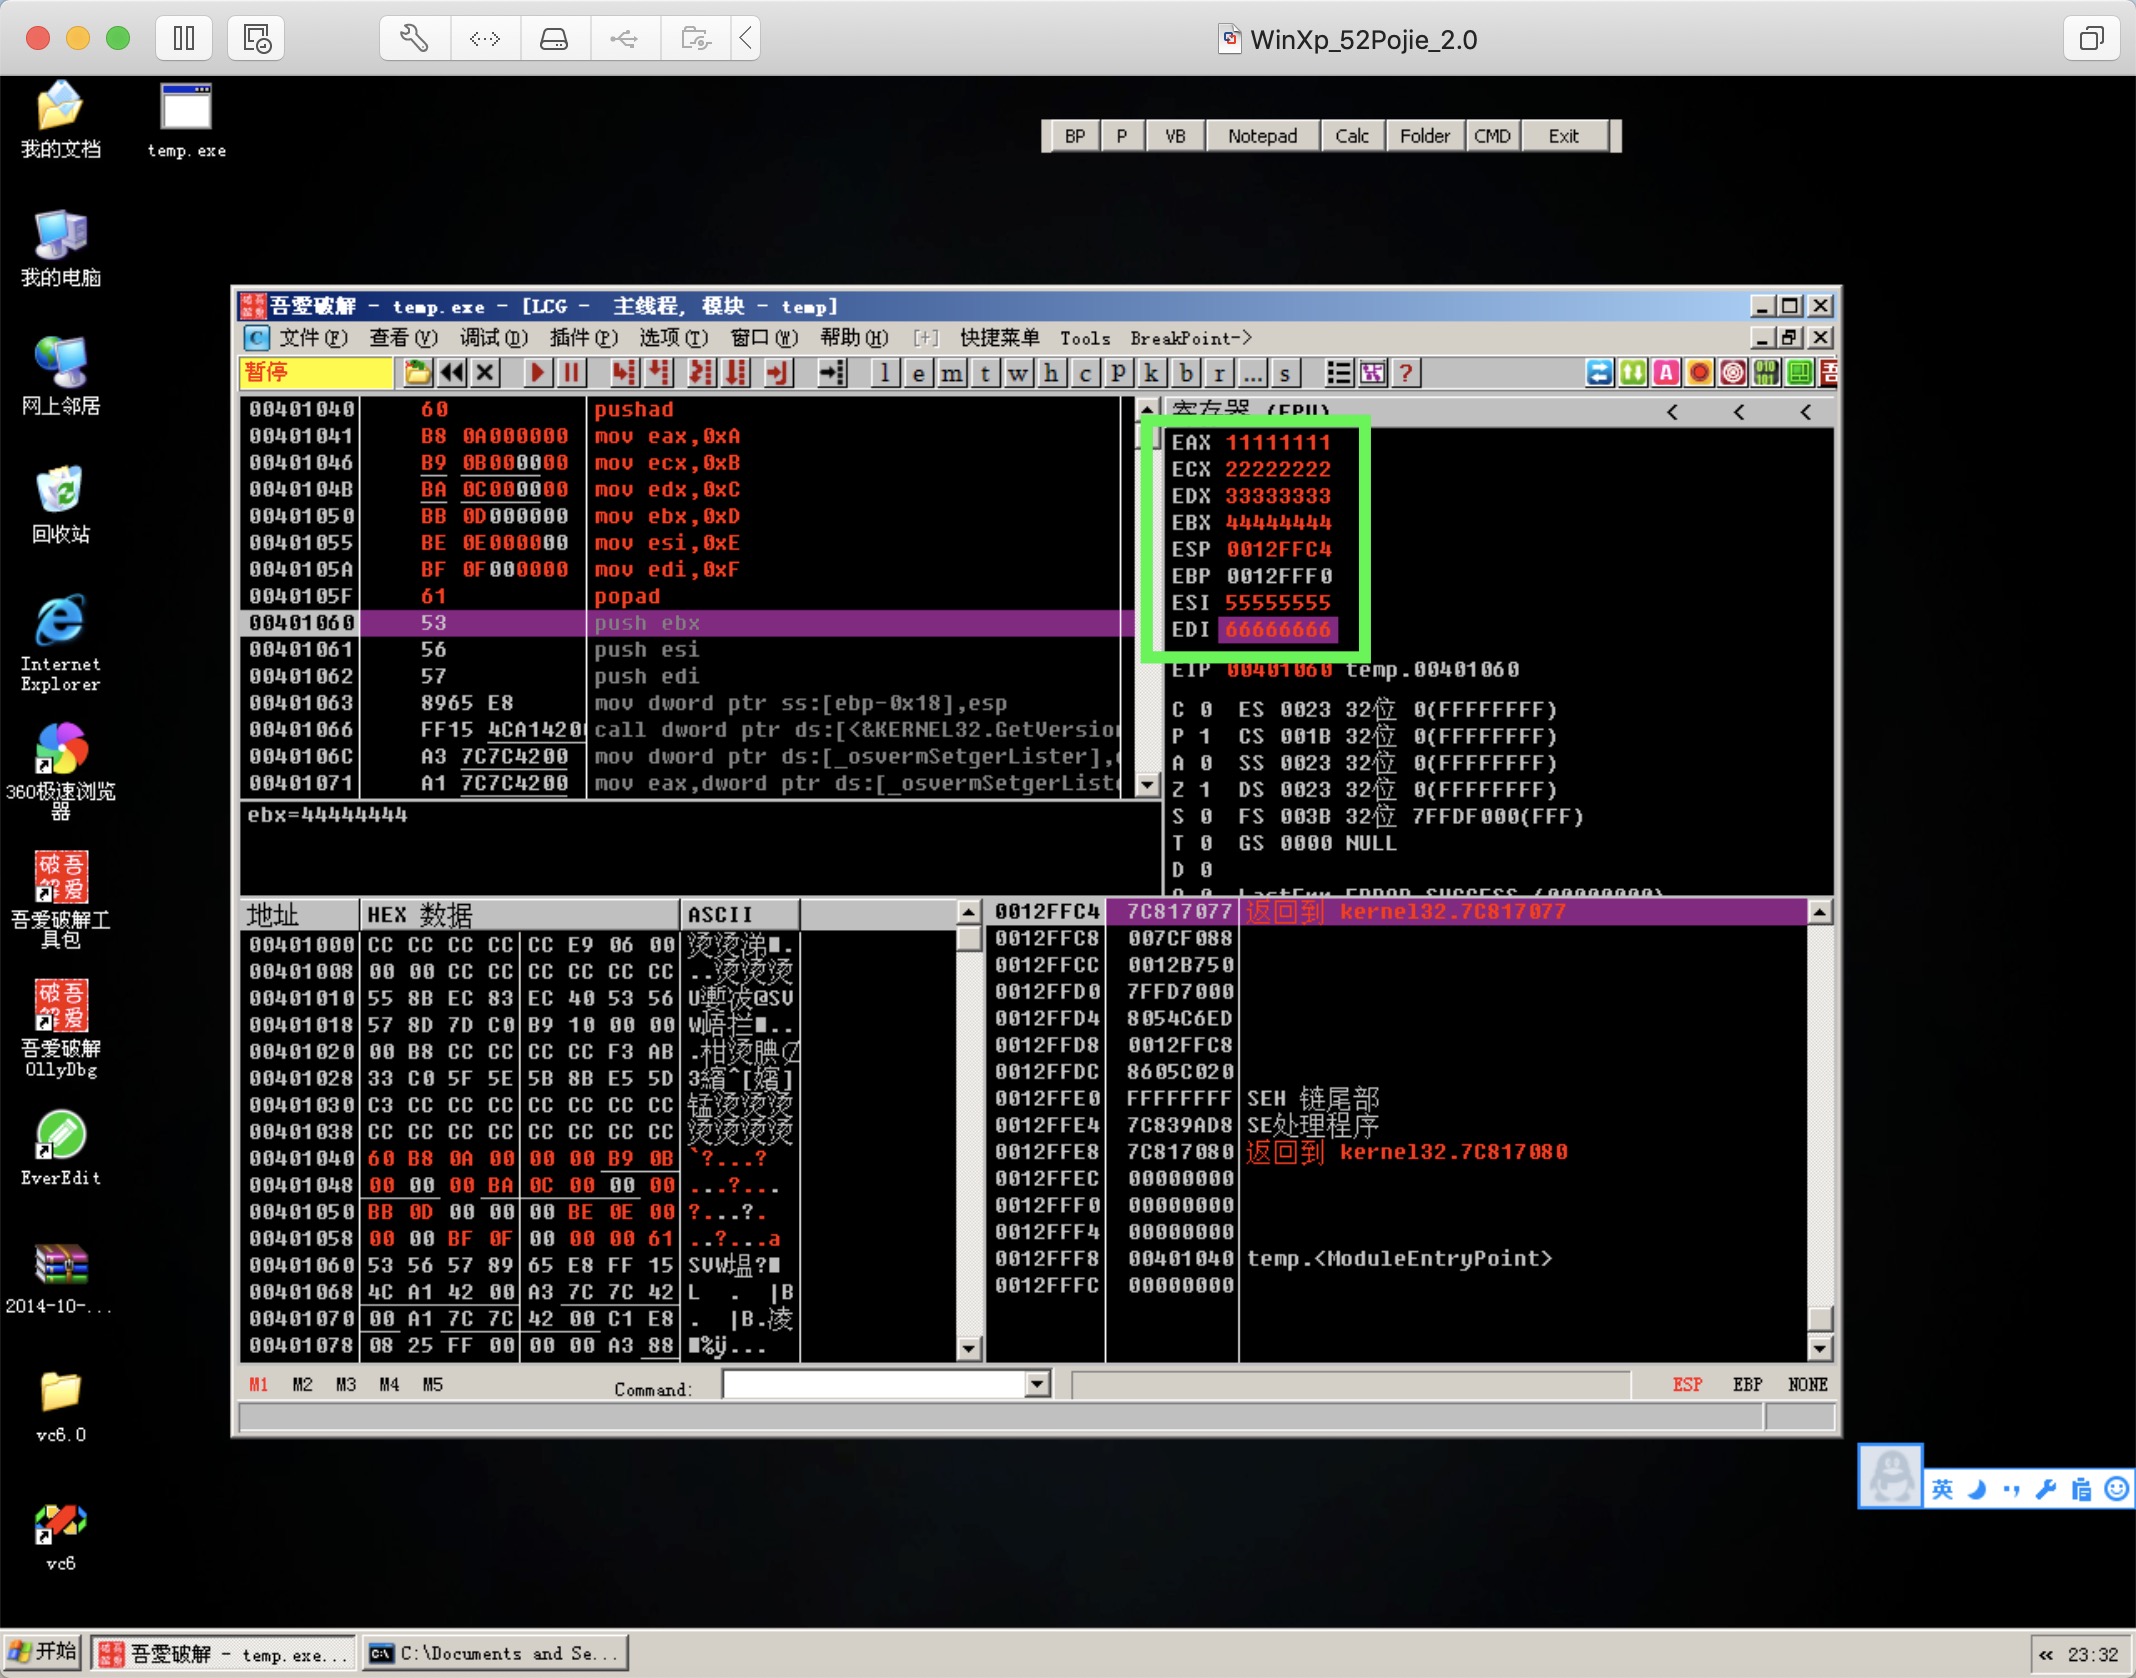 WinXp_52Pojie_2.0
我的文档
temp.exe
BP P VB Notepad Calc Folder CMD Exit
我的电脑
网上邻居
回收站
Internet Explorer
360极速浏览器
吾爱破解工具包
吾爱破解 OllyDbg
EverEdit
2014-10-...
vc6.0
vc6
吾愛破解 - temp.exe - [LCG - 主线程, 模块 - temp]
C 文件(F) 查看(V) 调试(D) 插件(P) 选项(T) 窗口(W) 帮助(H) [+] 快捷菜单 Tools BreakPoint->
暂停 l e m t w h c P k b r ... s ?
00401040 60 pushad
00401041 B8 0A000000 mov eax,0xA
00401046 B9 0B000000 mov ecx,0xB
0040104B BA 0C000000 mov edx,0xC
00401050 BB 0D000000 mov ebx,0xD
00401055 BE 0E000000 mov esi,0xE
0040105A BF 0F000000 mov edi,0xF
0040105F 61 popad
00401060 53 push ebx
00401061 56 push esi
00401062 57 push edi
00401063 8965 E8 mov dword ptr ss:[ebp-0x18],esp
00401066 FF15 4CA14200 call dword ptr ds:[<&KERNEL32.GetVersion
0040106C A3 7C7C4200 mov dword ptr ds:[_osvermSetgerLister],
00401071 A1 7C7C4200 mov eax,dword ptr ds:[_osvermSetgerList
ebx=44444444
寄存器 (FPU) < < <
EAX 11111111
ECX 22222222
EDX 33333333
EBX 44444444
ESP 0012FFC4
EBP 0012FFF0
ESI 55555555
EDI 66666666
EIP 00401060 temp.00401060
C 0 ES 0023 32位 0(FFFFFFFF)
P 1 CS 001B 32位 0(FFFFFFFF)
A 0 SS 0023 32位 0(FFFFFFFF)
Z 1 DS 0023 32位 0(FFFFFFFF)
S 0 FS 003B 32位 7FFDF000(FFF)
T 0 GS 0000 NULL
D 0
O 0 LastErr ERROR_SUCCESS (00000000)
地址 HEX 数据 ASCII
00401000 CC CC CC CC CC E9 06 00 烫烫涕■.
00401008 00 00 CC CC CC CC CC CC ..烫烫烫
00401010 55 8B EC 83 EC 40 53 56
00401018 57 8D 7D C0 B9 10 00 00
00401020 00 B8 CC CC CC CC F3 AB
00401028 33 C0 5F 5E 5B 8B E5 5D
00401030 C3 CC CC CC CC CC CC CC 锰烫烫烫
00401038 CC CC CC CC CC CC CC CC 烫烫烫烫
00401040 60 B8 0A 00 00 00 B9 0B `?...?
00401048 00 00 00 BA 0C 00 00 00 ...?...
00401050 BB 0D 00 00 00 BE 0E 00 ?...?.
00401058 00 00 BF 0F 00 00 00 61 ..?...a
00401060 53 56 57 89 65 E8 FF 15 SVW塭?■
00401068 4C A1 42 00 A3 7C 7C 42 L . |B
00401070 00 A1 7C 7C 42 00 C1 E8 . |B.凌
00401078 08 25 FF 00 00 00 A3 88 ■%ÿ...
0012FFC4 7C817077 返回到 kernel32.7C817077
0012FFC8 007CF088
0012FFCC 0012B750
0012FFD0 7FFD7000
0012FFD4 8054C6ED
0012FFD8 0012FFC8
0012FFDC 8605C020
0012FFE0 FFFFFFFF SEH 链尾部
0012FFE4 7C839AD8 SE处理程序
0012FFE8 7C817080 返回到 kernel32.7C817080
0012FFEC 00000000
0012FFF0 00000000
0012FFF4 00000000
0012FFF8 00401040 temp.<ModuleEntryPoint>
0012FFFC 00000000
M1 M2 M3 M4 M5 Command: ESP EBP NONE
英
开始 吾愛破解 - temp.exe... C:\Documents and Se... « 23:32